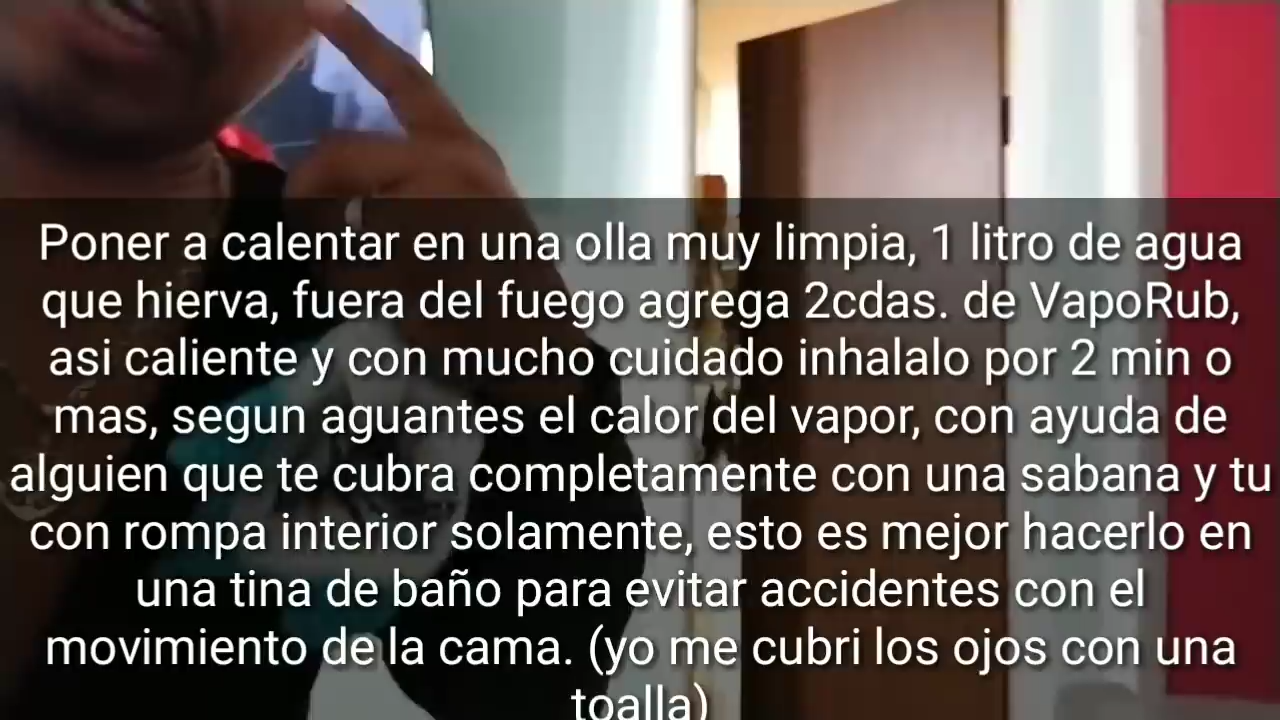 Poner a calentar en una olla muy limpia, 1 litro de agua
que hierva, fuera del fuego agrega 2cdas. de VapoRub,
asi caliente y con mucho cuidado inhalalo por 2 min o
mas, segun aguantes el calor del vapor, con ayuda de
alguien que te cubra completamente con una sabana y tu
con rompa interior solamente, esto es mejor hacerlo en
una tina de baño para evitar accidentes con el
movimiento de la cama. (yo me cubri los ojos con una
toalla)